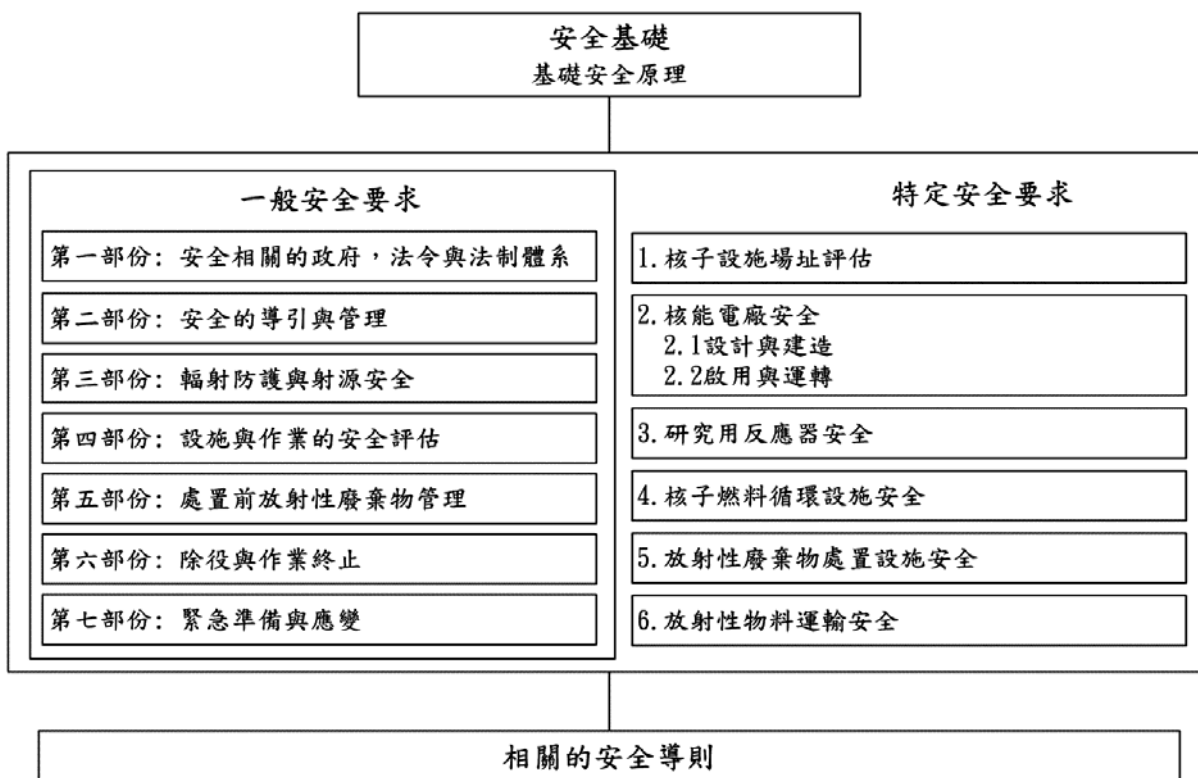 安全基礎
基礎安全原理
一般安全要求
第一部份: 安全相關的政府，法令與法制體系
第二部份: 安全的導引與管理
第三部份: 輻射防護與射源安全
第四部份: 設施與作業的安全評估
第五部份: 處置前放射性廢棄物管理
第六部份: 除役與作業終止
第七部份: 緊急準備與應變
特定安全要求
1.核子設施場址評估
2.核能電廠安全
2.1設計與建造
2.2啟用與運轉
3.研究用反應器安全
4.核子燃料循環設施安全
5.放射性廢棄物處置設施安全
6.放射性物料運輸安全
相關的安全導則